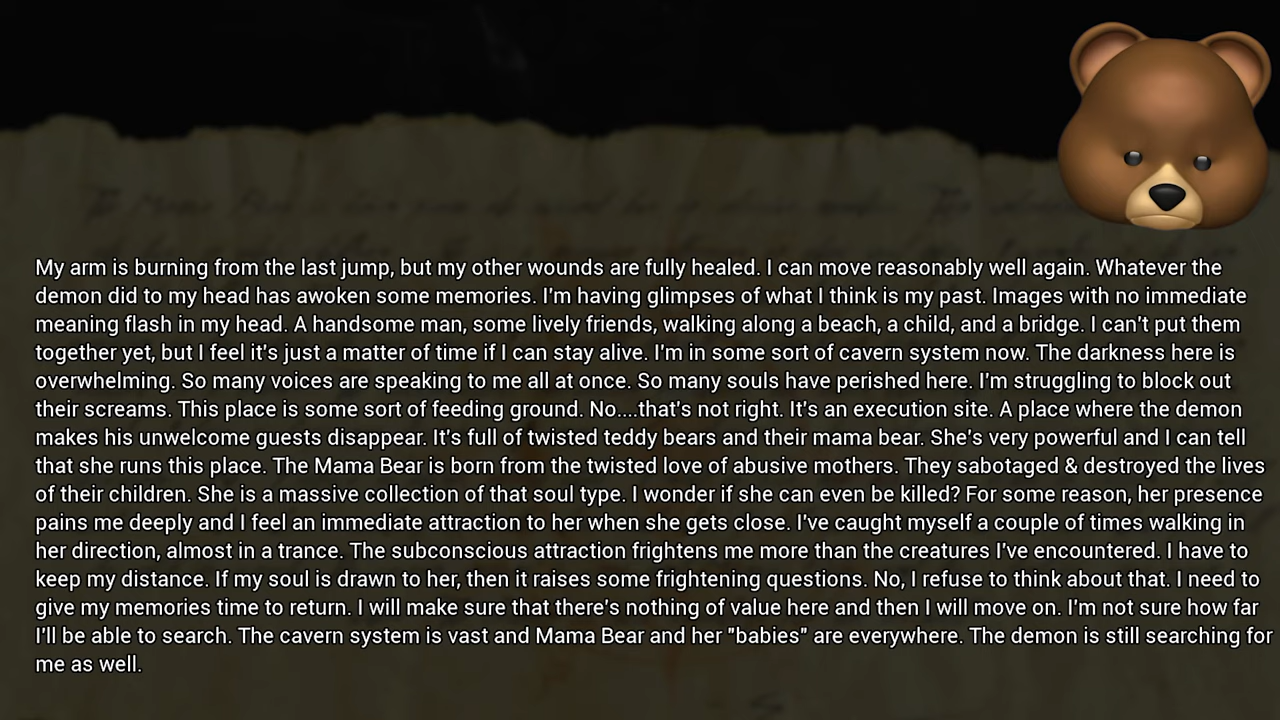 My arm is burning from the last jump, but my other wounds are fully healed. I can move reasonably well again. Whatever the
demon did to my head has awoken some memories. I'm having glimpses of what I think is my past. Images with no immediate
meaning flash in my head. A handsome man, some lively friends, walking along a beach, a child, and a bridge. I can't put them
together yet, but I feel it's just a matter of time if I can stay alive. I'm in some sort of cavern system now. The darkness here is
overwhelming. So many voices are speaking to me all at once. So many souls have perished here. I'm struggling to block out
their screams. This place is some sort of feeding ground. No....that's not right. It's an execution site. A place where the demon
makes his unwelcome guests disappear. It's full of twisted teddy bears and their mama bear. She's very powerful and I can tell
that she runs this place. The Mama Bear is born from the twisted love of abusive mothers. They sabotaged & destroyed the lives
of their children. She is a massive collection of that soul type. I wonder if she can even be killed? For some reason, her presence
pains me deeply and I feel an immediate attraction to her when she gets close. I've caught myself a couple of times walking in
her direction, almost in a trance. The subconscious attraction frightens me more than the creatures I've encountered. I have to
keep my distance. If my soul is drawn to her, then it raises some frightening questions. No, I refuse to think about that. I need to
give my memories time to return. I will make sure that there's nothing of value here and then I will move on. I'm not sure how far
I'll be able to search. The cavern system is vast and Mama Bear and her "babies" are everywhere. The demon is still searching for
me as well.